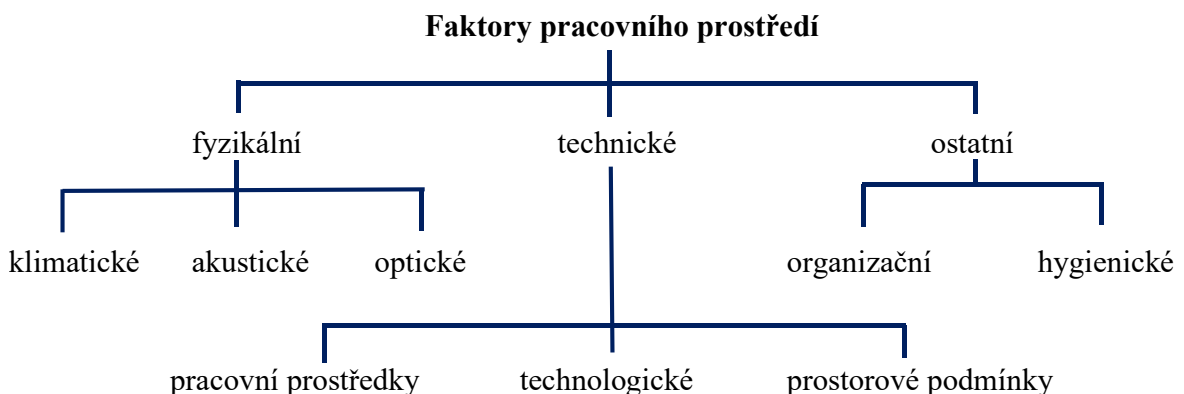 Faktory pracovního prostředí
fyzikální technické ostatní
klimatické akustické optické organizační hygienické
pracovní prostředky technologické prostorové podmínky